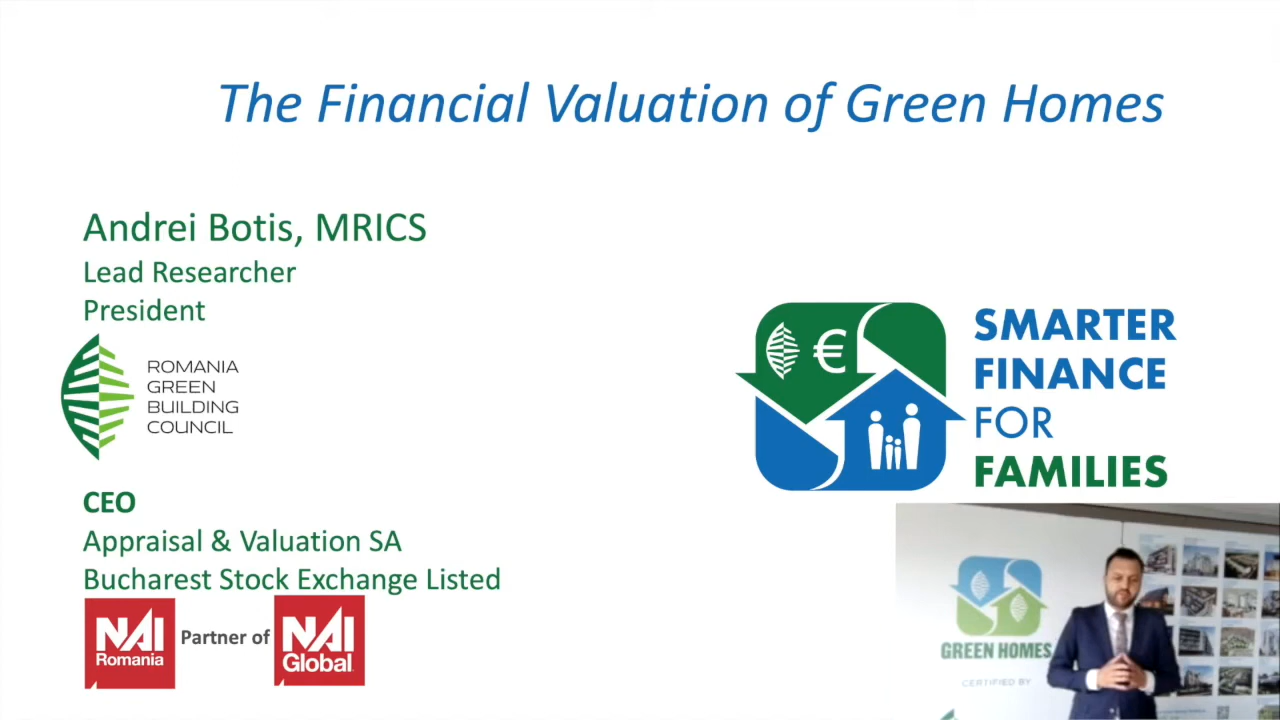 The Financial Valuation of Green Homes
Andrei Botis, MRICS
Lead Researcher
President
ROMANIA
GREEN
BUILDING
COUNCIL
€
SMARTER
FINANCE
FOR
FAMILIES
CEO
Appraisal & Valuation SA
Bucharest Stock Exchange Listed
NAI
Romania
Partner of
NAI
Global
GREEN HOMES
CERTIFIED BY